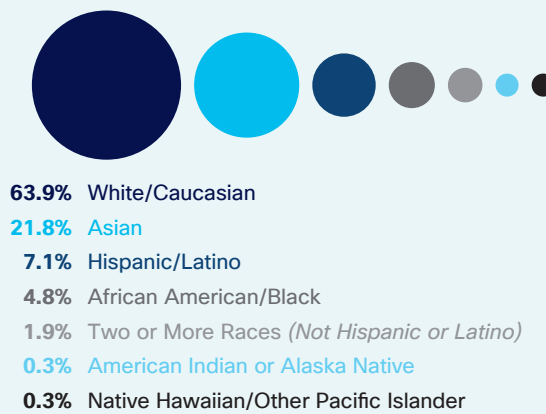 63.9% White/Caucasian
21.8% Asian
7.1% Hispanic/Latino
4.8% African American/Black
1.9% Two or More Races (Not Hispanic or Latino)
0.3% American Indian or Alaska Native
0.3% Native Hawaiian/Other Pacific Islander